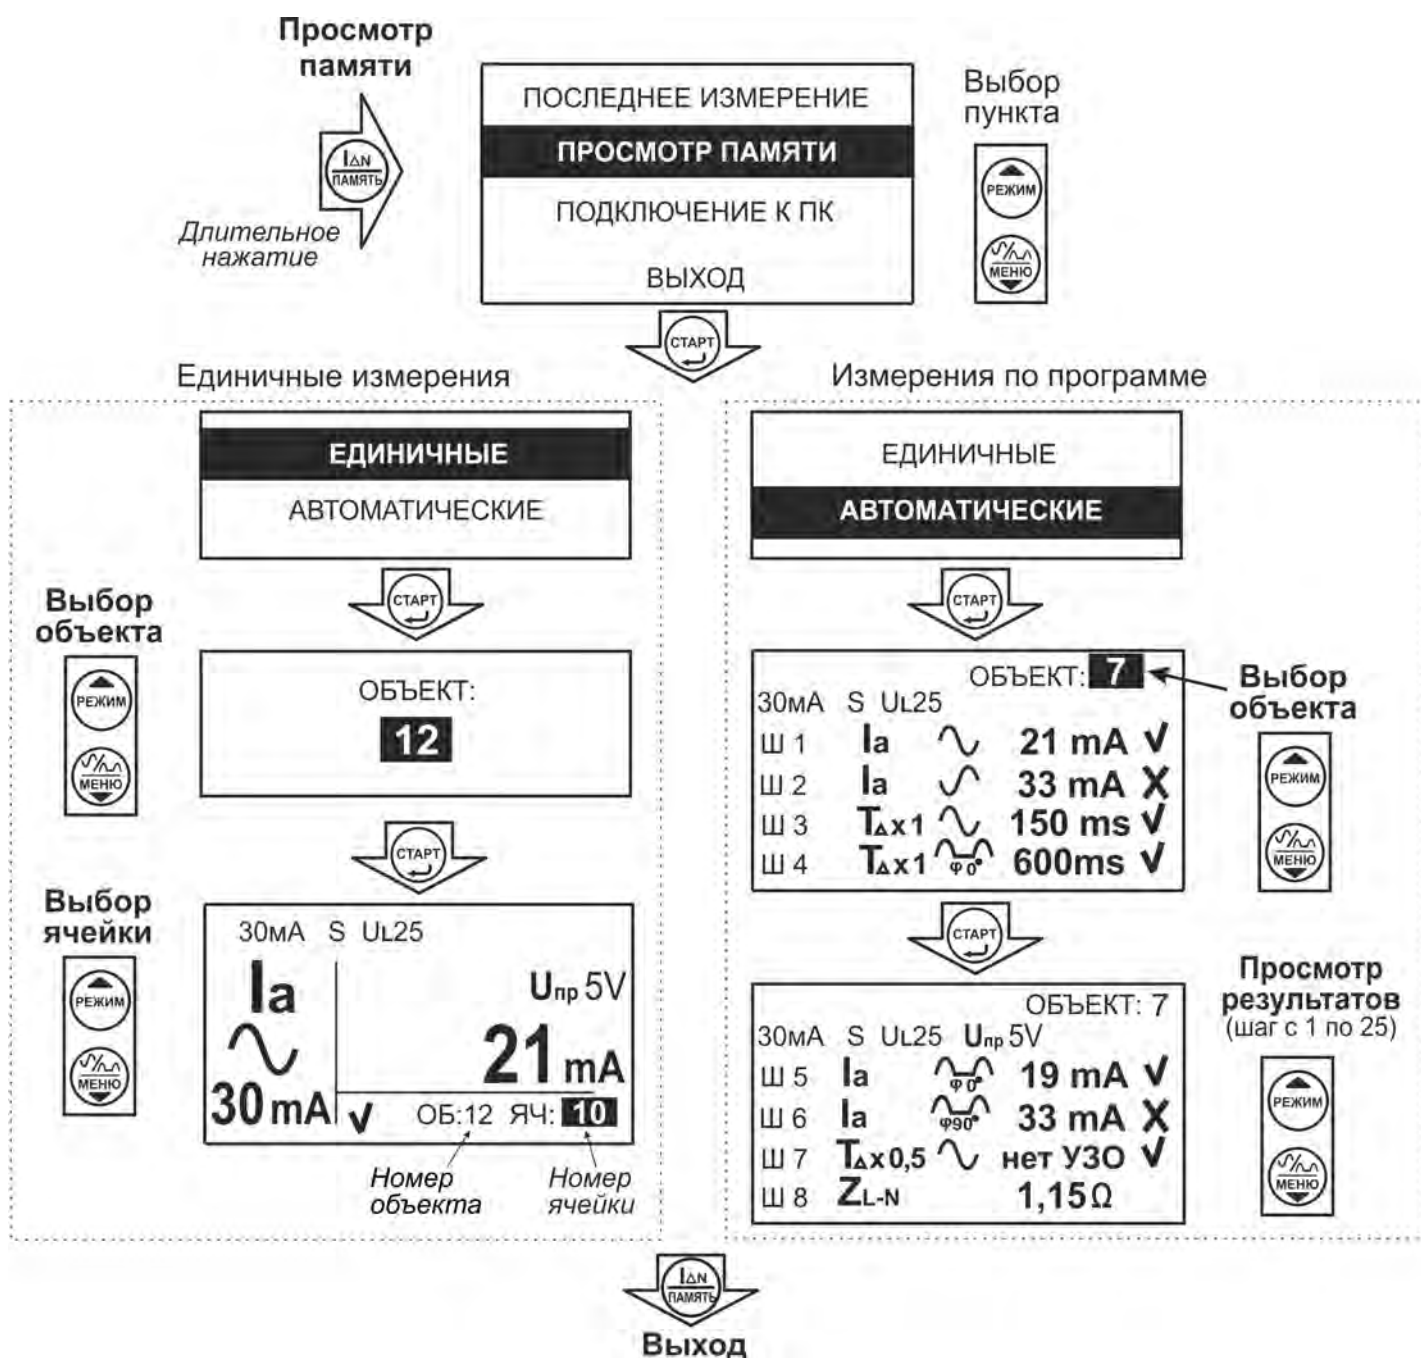 Просмотр
памяти
IΔN
ПАМЯТЬ
Длительное
нажатие
ПОСЛЕДНЕЕ ИЗМЕРЕНИЕ
ПРОСМОТР ПАМЯТИ
ПОДКЛЮЧЕНИЕ К ПК
ВЫХОД
Выбор
пункта
РЕЖИМ
МЕНЮ
СТАРТ
Единичные измерения
ЕДИНИЧНЫЕ
АВТОМАТИЧЕСКИЕ
СТАРТ
Выбор
объекта
РЕЖИМ
МЕНЮ
ОБЪЕКТ:
12
СТАРТ
Выбор
ячейки
РЕЖИМ
МЕНЮ
30мА S UL25
Ia
30 mA
Uпр 5V
21 mA
✓ ОБ:12 ЯЧ: 10
Номер
объекта
Номер
ячейки
Измерения по программе
ЕДИНИЧНЫЕ
АВТОМАТИЧЕСКИЕ
СТАРТ
ОБЪЕКТ: 7
30мА S UL25
Ш 1 Ia 21 mA ✓
Ш 2 Ia 33 mA X
Ш 3 TΔx1 150 ms ✓
Ш 4 TΔx1 φ0° 600ms ✓
Выбор
объекта
РЕЖИМ
МЕНЮ
СТАРТ
ОБЪЕКТ: 7
30мА S UL25 Uпр 5V
Ш 5 Ia φ0° 19 mA ✓
Ш 6 Ia φ90° 33 mA X
Ш 7 TΔx0,5 нет УЗО ✓
Ш 8 ZL-N 1,15Ω
Просмотр
результатов
(шаг с 1 по 25)
РЕЖИМ
МЕНЮ
IΔN
ПАМЯТЬ
Выход